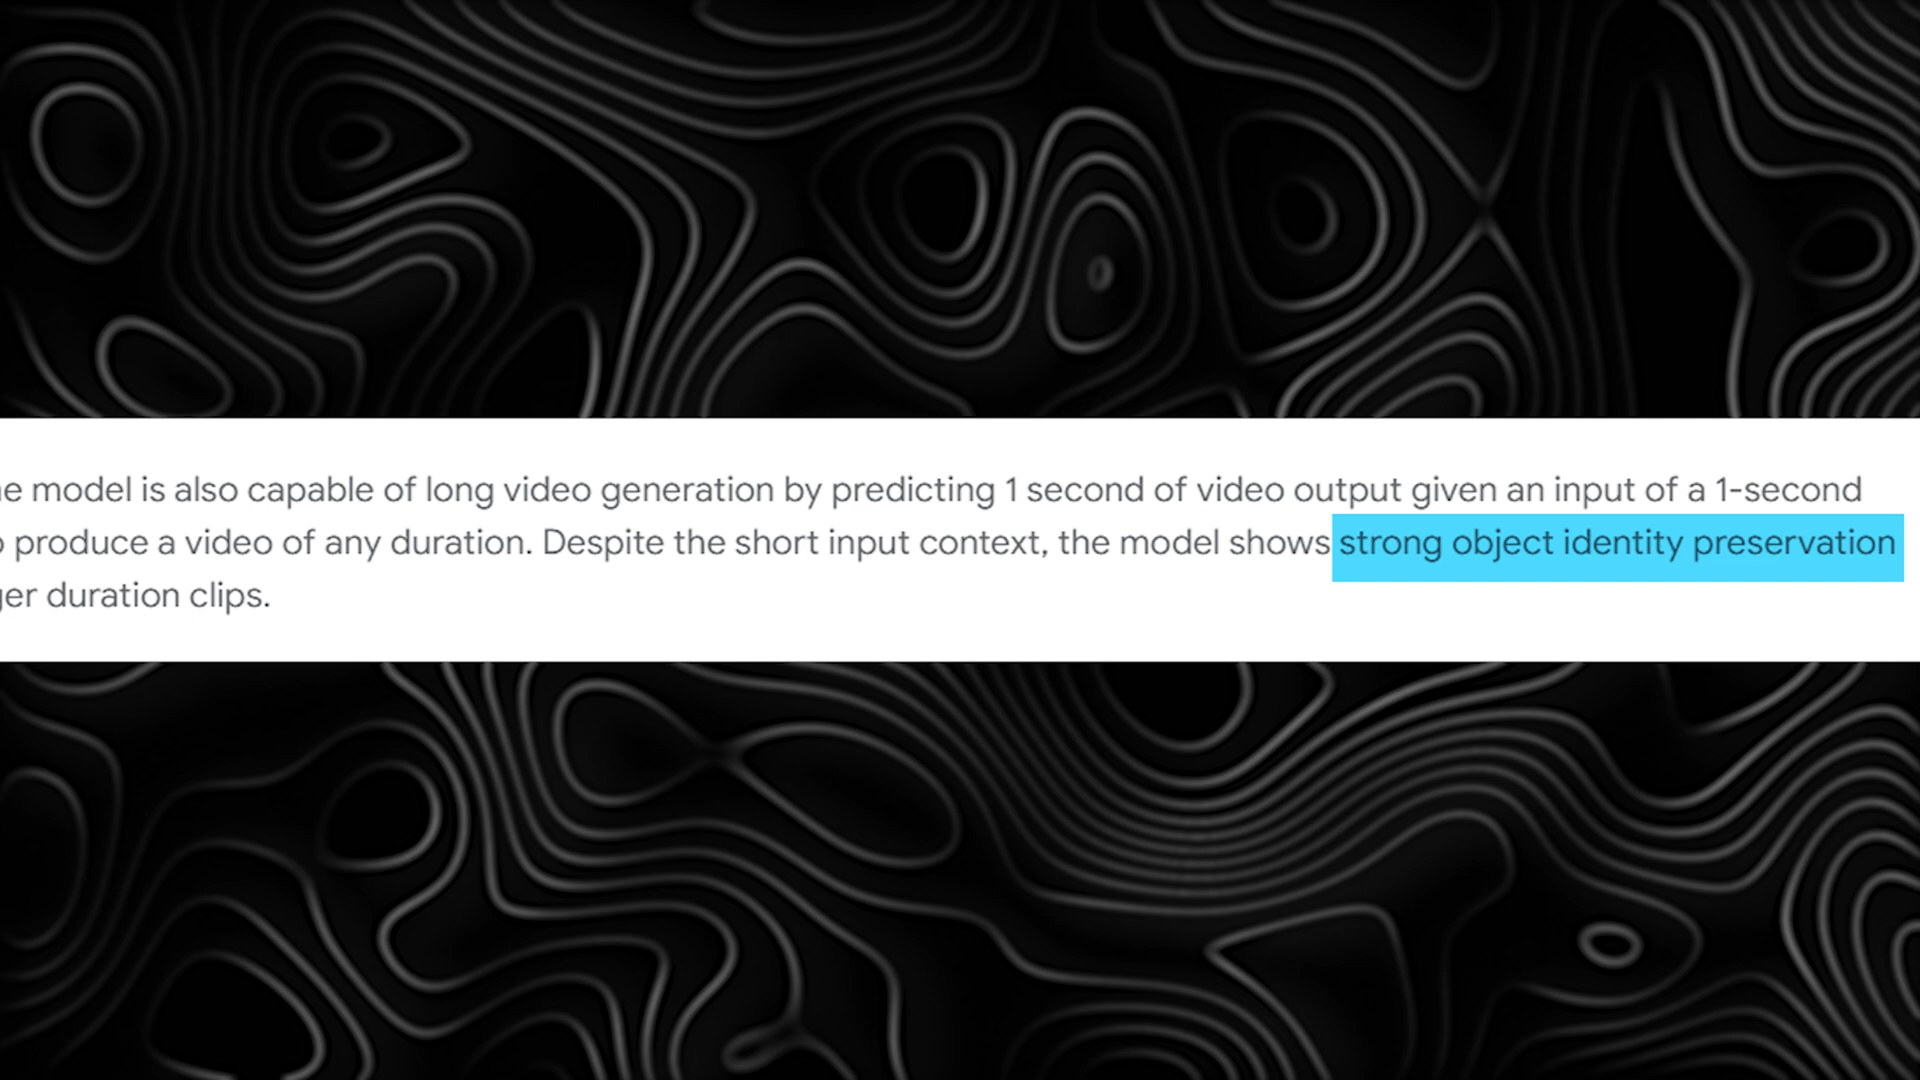 model is also capable of long video generation by predicting 1 second of video output given an input of a 1-second
produce a video of any duration. Despite the short input context, the model shows strong object identity preservation
duration clips.